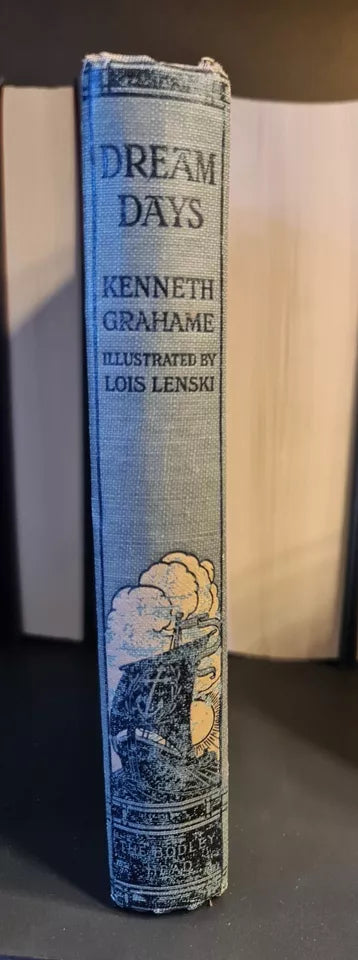 DREAM
DAYS
KENNETH
GRAHAME
ILLUSTRATED BY
LOIS LENSKI
THE BODLEY
HEAD